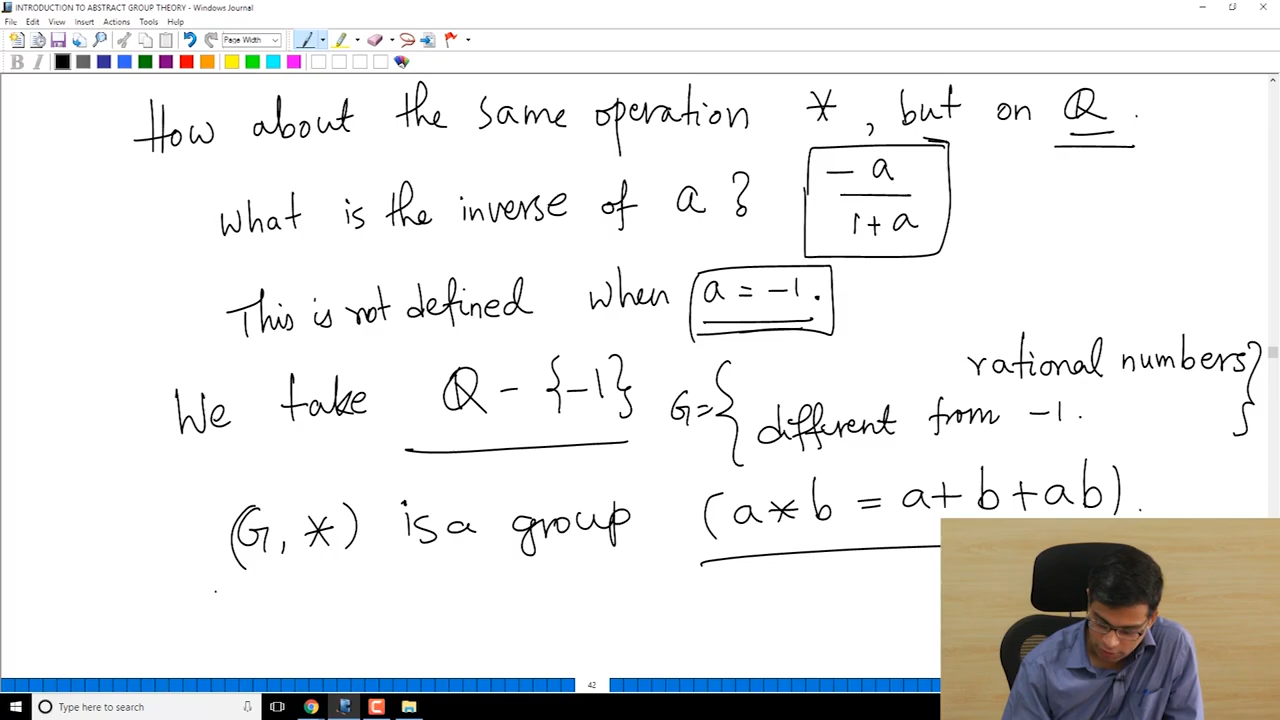 INTRODUCTION TO ABSTRACT GROUP THEORY - Windows Journal
File Edit View Insert Actions Tools Help
Page Width
B I
How about the same operation * , but on ℚ .
what is the inverse of a ? -a/1+a
This is not defined when a = -1 .
We take ℚ - {-1} G = { rational numbers
different from -1. }
(G, *) is a group (a * b = a + b + ab) .
42
Type here to search